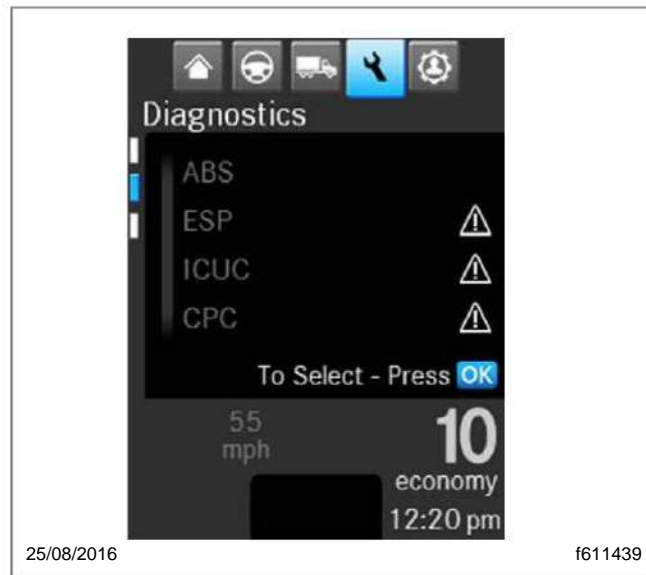 Diagnostics
ABS
ESP
ICUC
CPC
To Select - Press OK
55
mph
10
economy
12:20 pm
25/08/2016
f611439